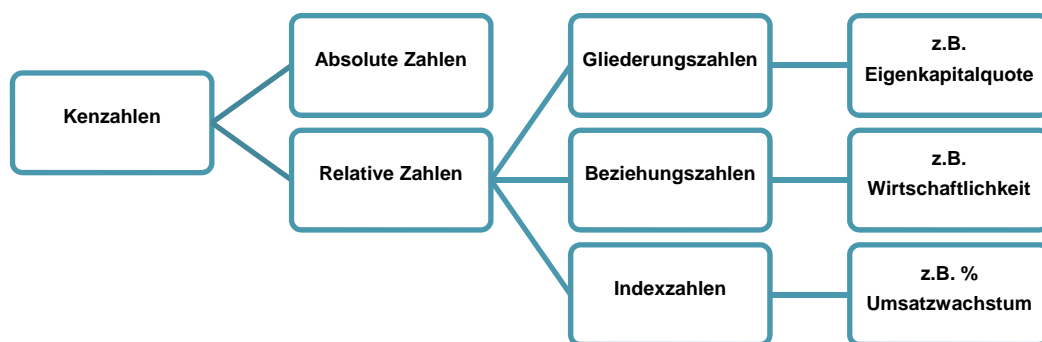 Kenzahlen
Absolute Zahlen
Relative Zahlen
Gliederungszahlen
Beziehungszahlen
Indexzahlen
z.B.
Eigenkapitalquote
z.B.
Wirtschaftlichkeit
z.B. %
Umsatzwachstum